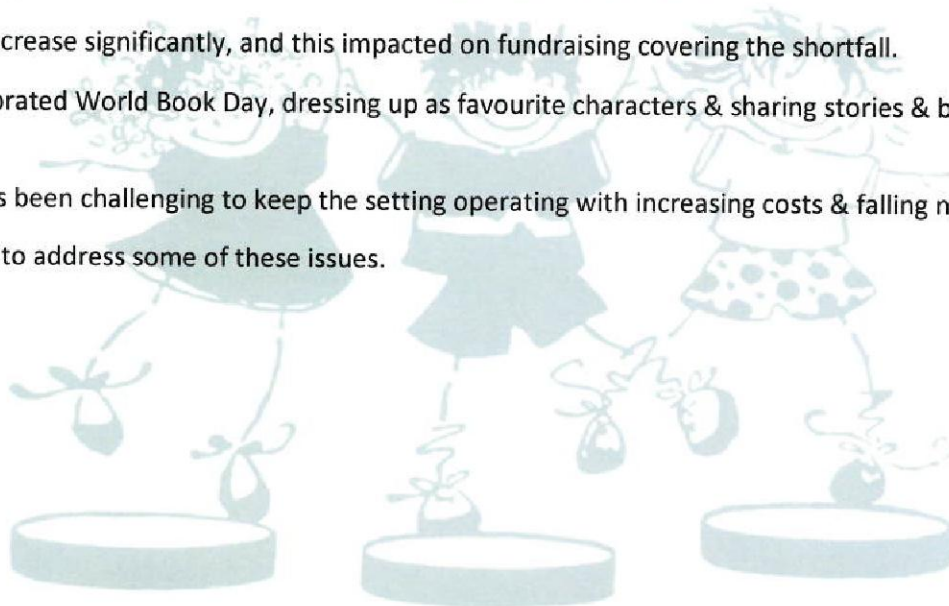 crease significantly, and this impacted on fundraising covering the shortfall.
brated World Book Day, dressing up as favourite characters & sharing stories & b
s been challenging to keep the setting operating with increasing costs & falling n
to address some of these issues.